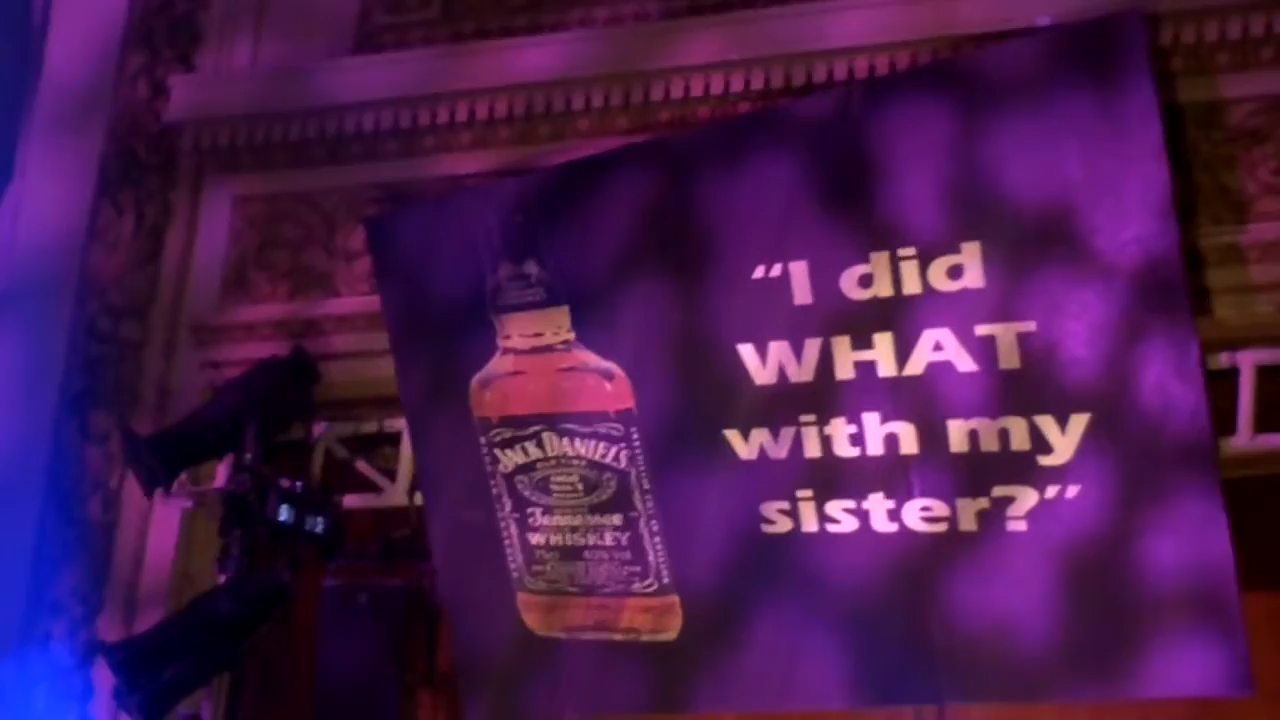 JACK DANIEL'S
Tennessee
WHISKEY
“I did
WHAT
with my
sister?”